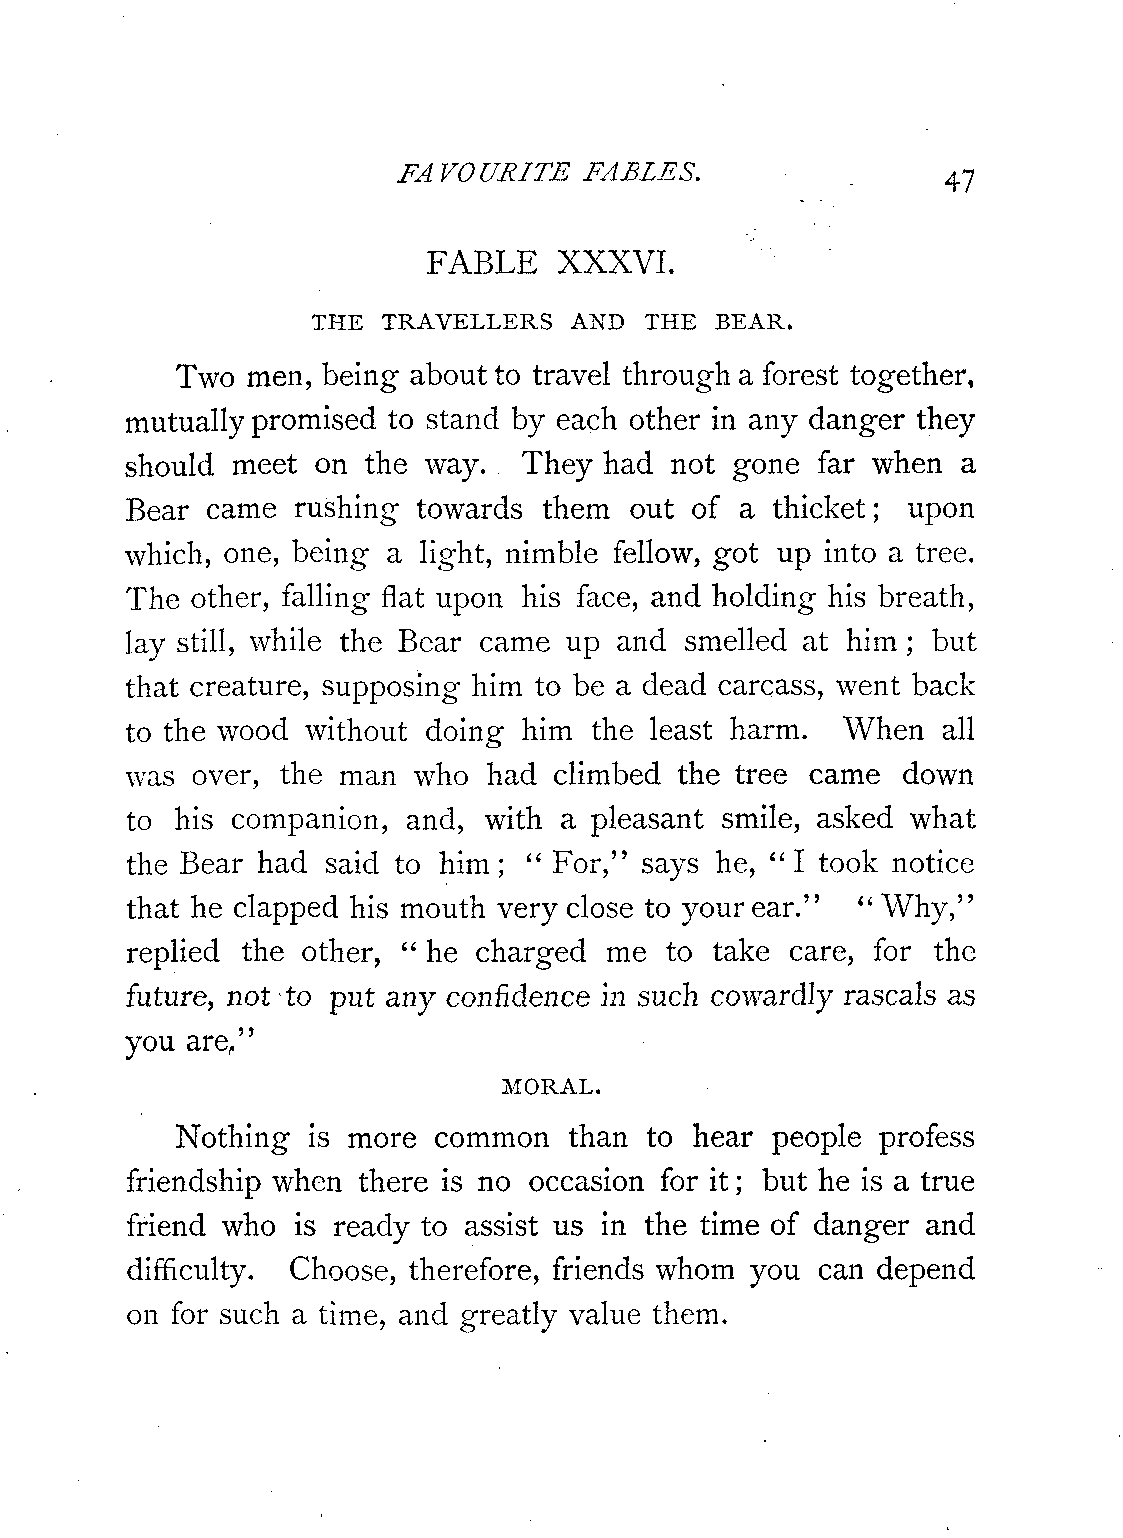 FAVOURITE FABLES. 47
FABLE XXXVI.
THE TRAVELLERS AND THE BEAR.
Two men, being about to travel through a forest together,
mutually promised to stand by each other in any danger they
should meet on the way. They had not gone far when a
Bear came rushing towards them out of a thicket; upon
which, one, being a light, nimble fellow, got up into a tree.
The other, falling flat upon his face, and holding his breath,
lay still, while the Bear came up and smelled at him; but
that creature, supposing him to be a dead carcass, went back
to the wood without doing him the least harm. When all
was over, the man who had climbed the tree came down
to his companion, and, with a pleasant smile, asked what
the Bear had said to him; “For,” says he, “I took notice
that he clapped his mouth very close to your ear.” “Why,”
replied the other, “he charged me to take care, for the
future, not to put any confidence in such cowardly rascals as
you are.”
MORAL.
Nothing is more common than to hear people profess
friendship when there is no occasion for it; but he is a true
friend who is ready to assist us in the time of danger and
difficulty. Choose, therefore, friends whom you can depend
on for such a time, and greatly value them.